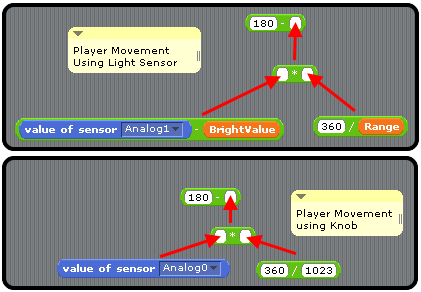 180 -
Player Movement
Using Light Sensor
*
value of sensor Analog1 - BrightValue
360 / Range
180 -
Player Movement
using Knob
*
value of sensor Analog0
360 / 1023